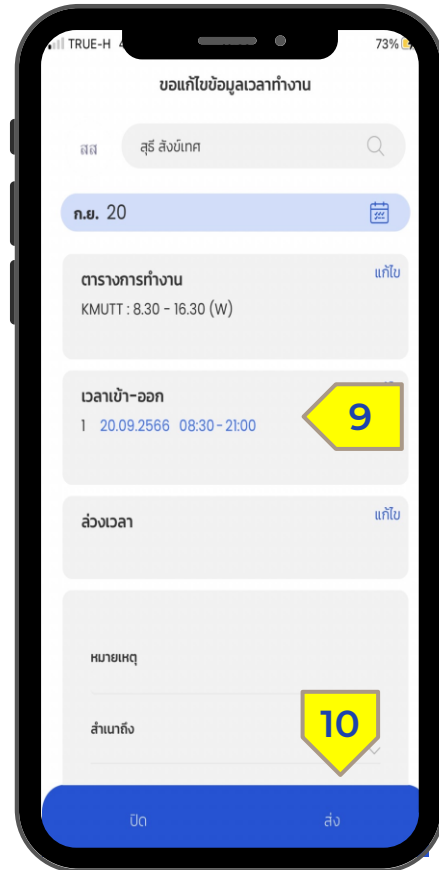 TRUE-H
73%
ขอแก้ไขข้อมูลเวลาทำงาน
สส สุธี สังข์เทศ
ก.ย. 20
ตารางการทำงาน แก้ไข
KMUTT : 8.30 - 16.30 (W)
เวลาเข้า-ออก
1 20.09.2566 08:30-21:00
9
ล่วงเวลา แก้ไข
หมายเหตุ
สำเนาถึง
10
ปิด ส่ง